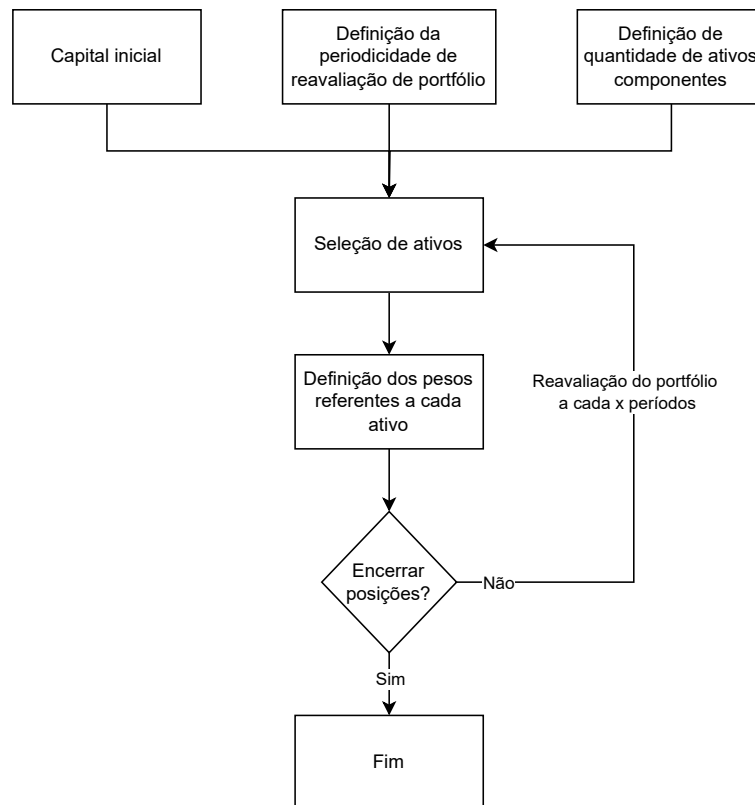 Capital inicial
Definição da
periodicidade de
reavaliação de portfólio
Definição de
quantidade de ativos
componentes
Seleção de ativos
Definição dos pesos
referentes a cada
ativo
Reavaliação do portfólio
a cada x períodos
Encerrar
posições?
Não
Sim
Fim